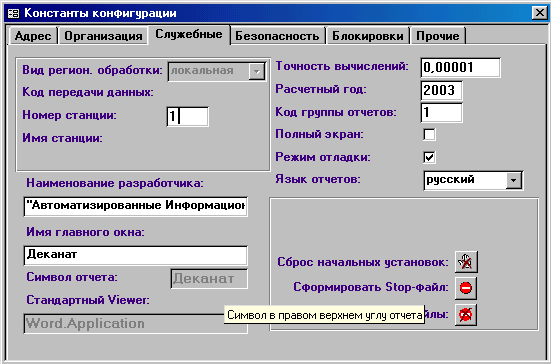 Константы конфигурации
Адрес Организация Служебные Безопасность Блокировки Прочие
Вид регион. обработки: локальная
Код передачи данных:
Номер станции: 1
Имя станции:
Точность вычислений: 0,00001
Расчетный год: 2003
Код группы отчетов: 1
Полный экран:
Режим отладки:
Язык отчетов: русский
Наименование разработчика:
"Автоматизированные Информацион
Имя главного окна:
Деканат
Символ отчета: Деканат
Стандартный Viewer:
Word.Application
Сброс начальных установок:
Сформировать Stop-файл:
Символ в правом верхнем углу отчета
йлы: